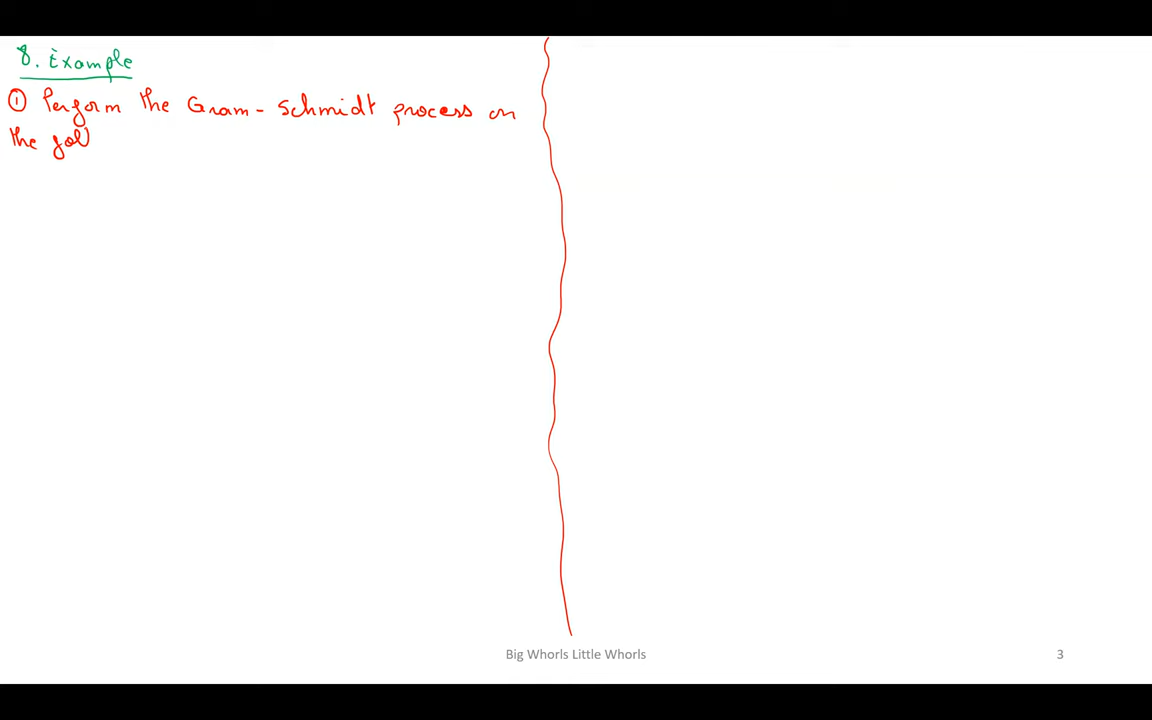 8. Example
① Perform the Gram-Schmidt process on
the fol
Big Whorls Little Whorls
3